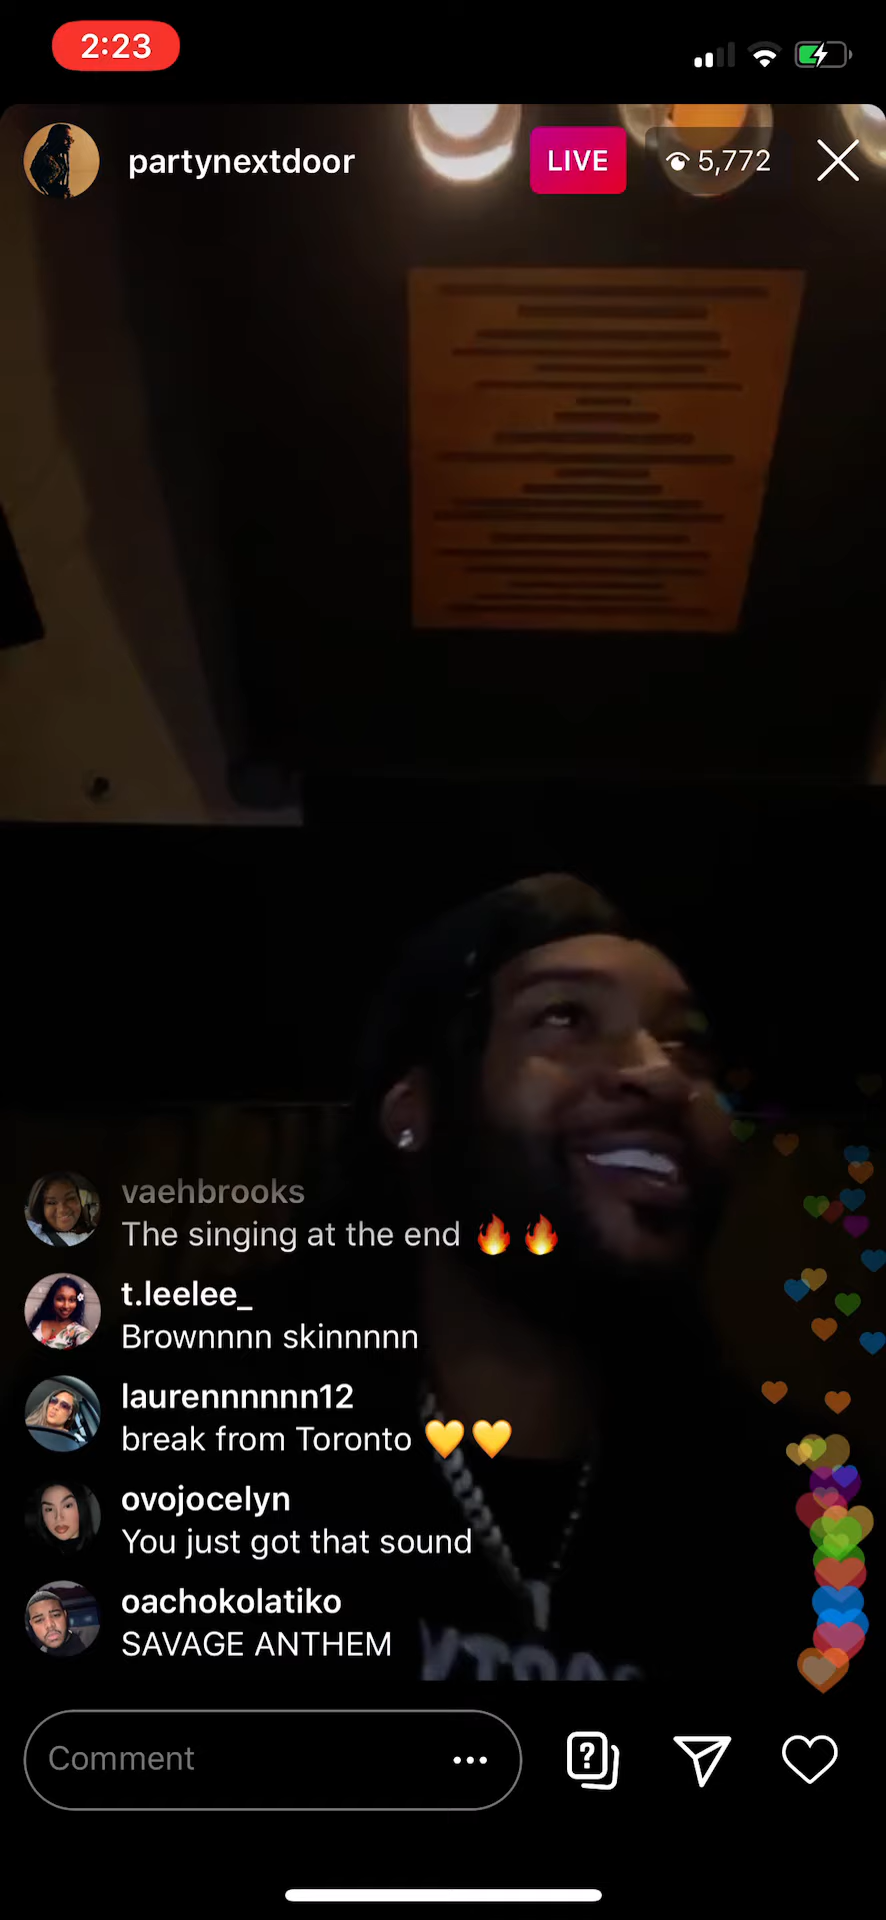 2:23
partynextdoor
LIVE
5,772
vaehbrooks
The singing at the end 🔥🔥
t.leelee_
Brownnnn skinnnnn
laurennnnnn12
break from Toronto 💛💛
ovojocelyn
You just got that sound
oachokolatiko
SAVAGE ANTHEM
Comment